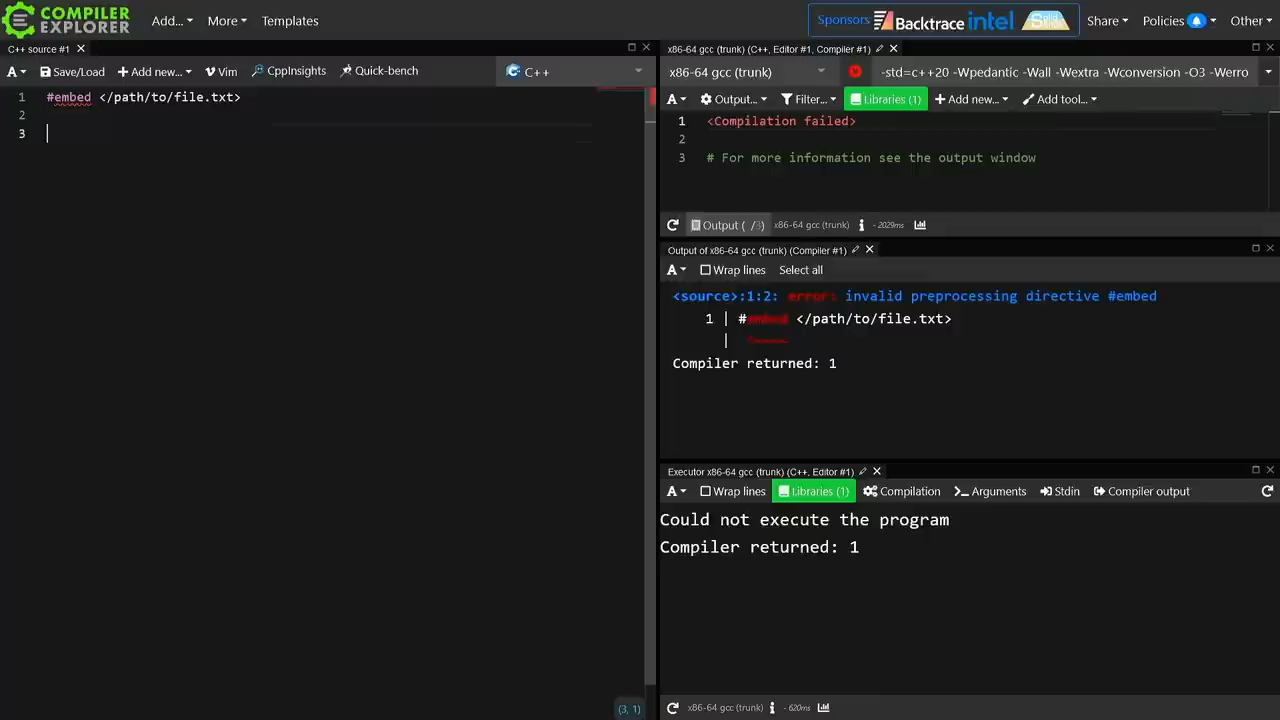 COMPILER EXPLORER
Add... More Templates
Sponsors Backtrace intel Solid Sands
Share Policies Other
C++ source #1
A Save/Load Add new... Vim CppInsights Quick-bench C++
1 #embed </path/to/file.txt>
2
3
(3, 1)
x86-64 gcc (trunk) (C++, Editor #1, Compiler #1)
x86-64 gcc (trunk) -std=c++20 -Wpedantic -Wall -Wextra -Wconversion -O3 -Werro
A Output... Filter... Libraries (1) Add new... Add tool...
1 <Compilation failed>
2
3 # For more information see the output window
Output ( /3) x86-64 gcc (trunk) i - 2029ms
Output of x86-64 gcc (trunk) (Compiler #1)
A Wrap lines Select all
<source>:1:2: error: invalid preprocessing directive #embed
1 | #embed </path/to/file.txt>
| ^~~~~
Compiler returned: 1
Executor x86-64 gcc (trunk) (C++, Editor #1)
A Wrap lines Libraries (1) Compilation Arguments Stdin Compiler output
Could not execute the program
Compiler returned: 1
x86-64 gcc (trunk) i - 620ms